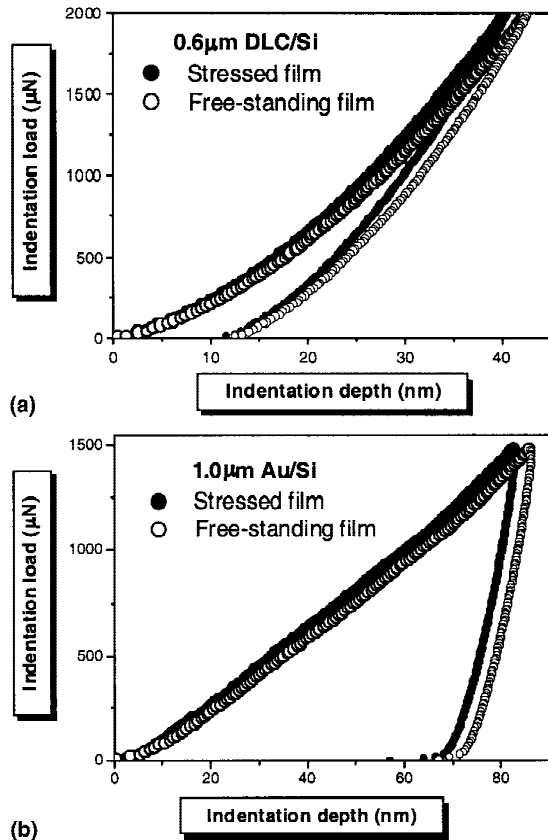 2000
1500
1000
500
0
Indentation load (μN)
0.6μm DLC/Si
Stressed film
Free-standing film
0
10
20
30
40
Indentation depth (nm)
(a)
1500
1000
500
0
Indentation load (μN)
1.0μm Au/Si
Stressed film
Free-standing film
0
20
40
60
80
Indentation depth (nm)
(b)